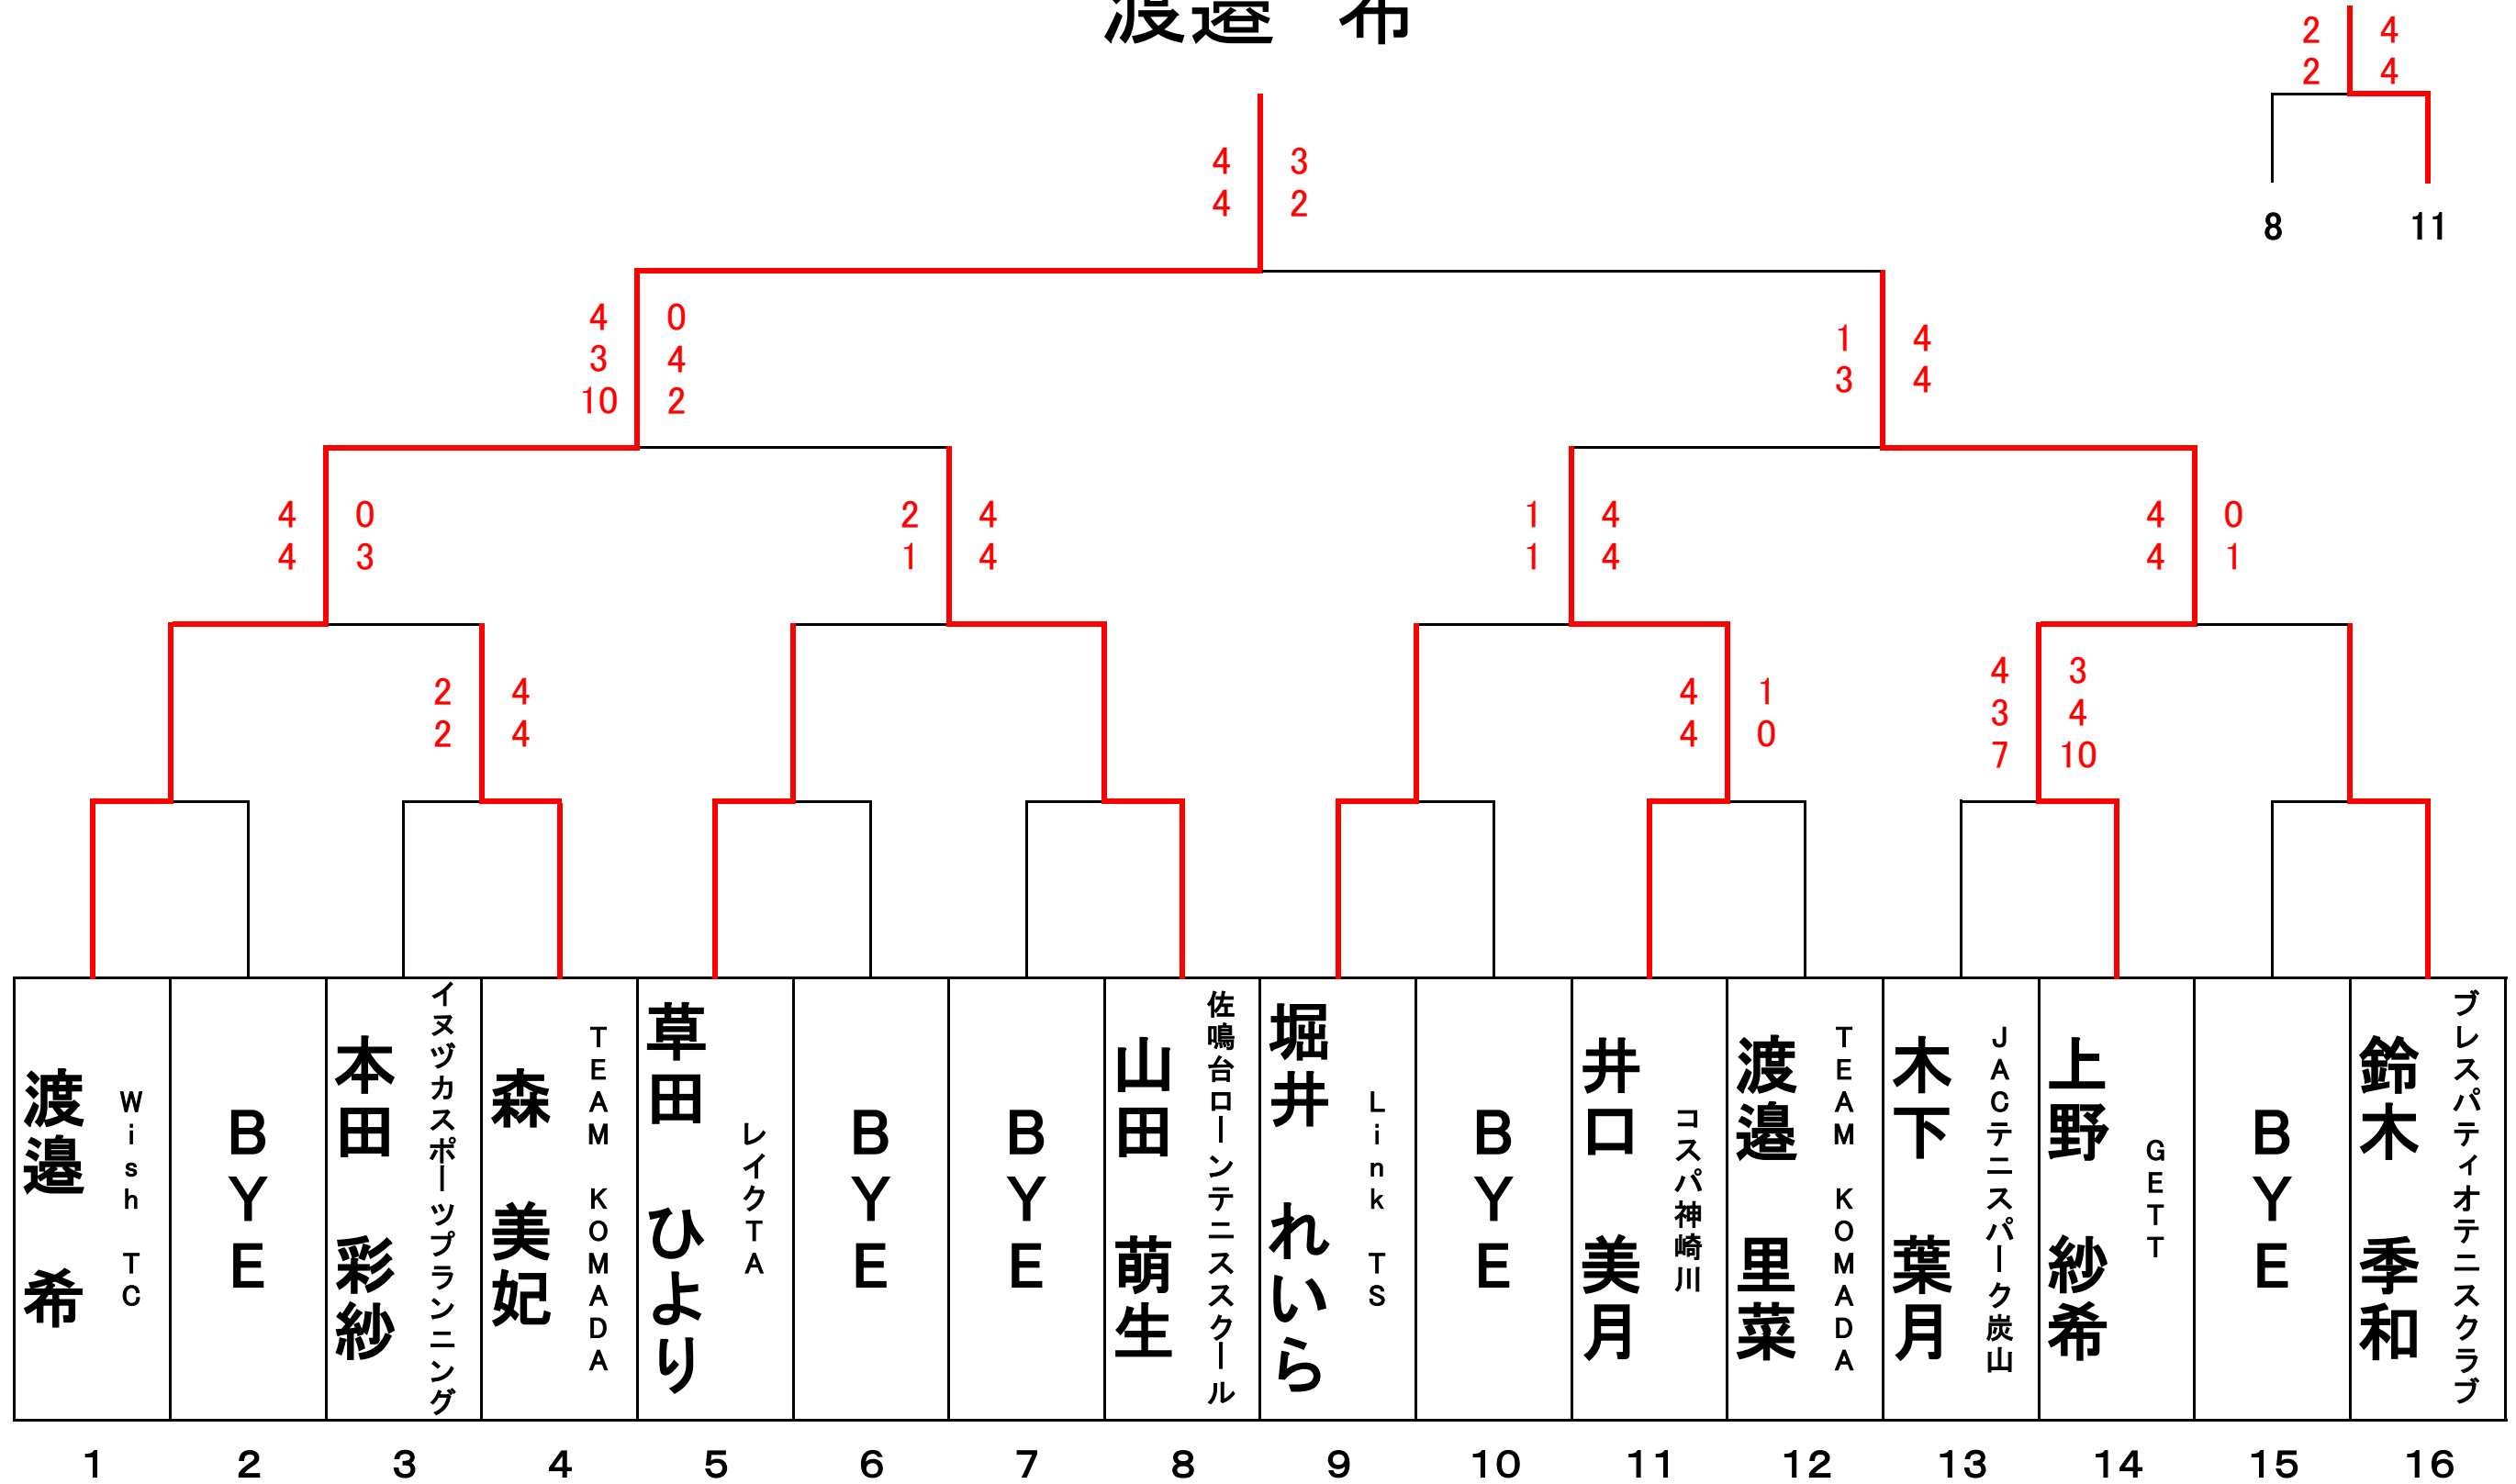 渡邉 希
2 4
2 4
8 11
4 3
4 2
4 0
3 4
10 2
1 4
3 4
4 0
4 3
2 4
1 4
1 4
1 4
4 0
4 1
2 4
2 4
4 1
4 0
4 3
3 4
7 10
渡邉 希
Wish TC
BYE
本田 彩紗
イヌヅカスポーツプランニング
森 美妃
TEAM KOMADA
草田 ひより
レイクTA
BYE
BYE
山田 萌生
佐鳴台ローンテニススクール
堀井 れいら
Link TS
BYE
井口 美月
コスパ神崎川
渡邉 里菜
TEAM KOMADA
木下 葉月
JACテニスパーク炭山
上野 紗希
GETT
BYE
鈴木 季和
ブレスパティオテニスクラブ
1 2 3 4 5 6 7 8 9 10 11 12 13 14 15 16